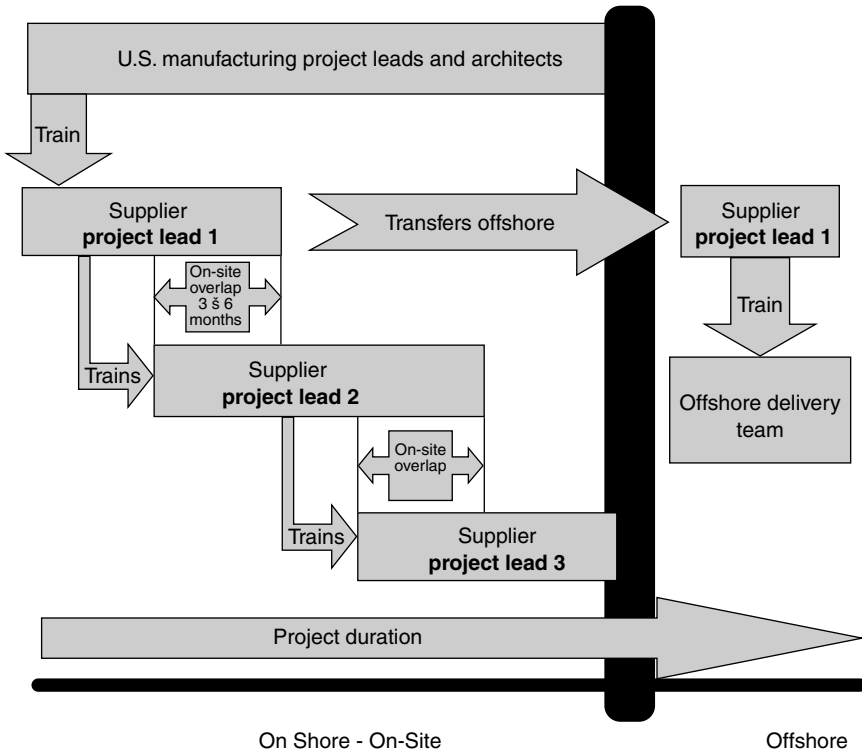 U.S. manufacturing project leads and architects
Train
Supplier
project lead 1
Transfers offshore
Supplier
project lead 1
On-site
overlap
3 š 6
months
Train
Trains
Supplier
project lead 2
Offshore delivery
team
On-site
overlap
Trains
Supplier
project lead 3
Project duration
On Shore - On-Site
Offshore